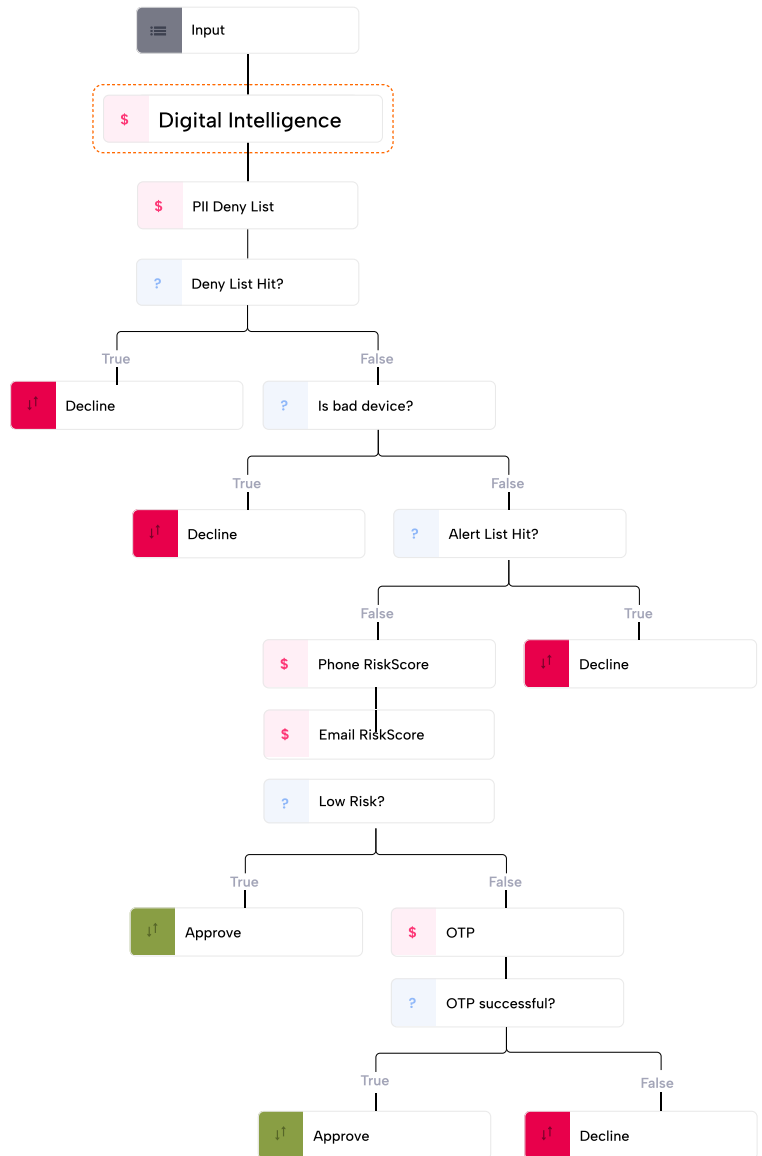 Input
$ Digital Intelligence
$ PII Deny List
? Deny List Hit?
True False
Decline ? Is bad device?
True False
Decline ? Alert List Hit?
False True
$ Phone RiskScore Decline
$ Email RiskScore
? Low Risk?
True False
Approve $ OTP
? OTP successful?
True False
Approve Decline